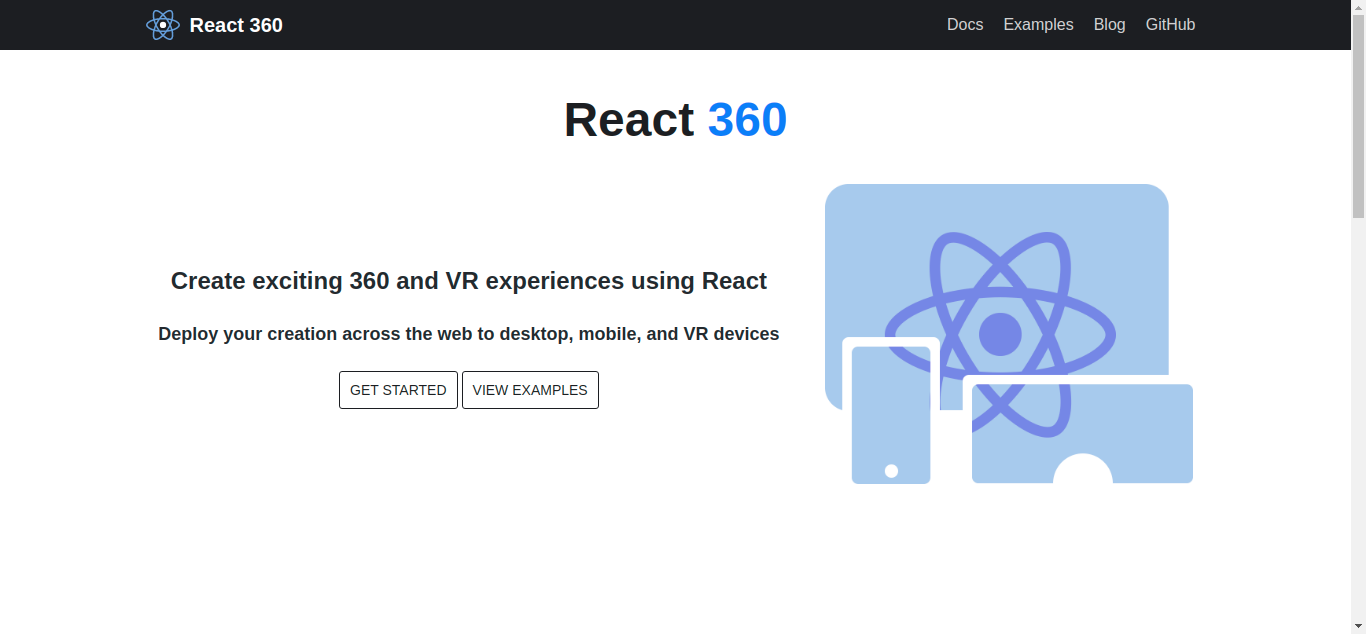 React 360
Docs Examples Blog GitHub
React 360
Create exciting 360 and VR experiences using React
Deploy your creation across the web to desktop, mobile, and VR devices
GET STARTED VIEW EXAMPLES